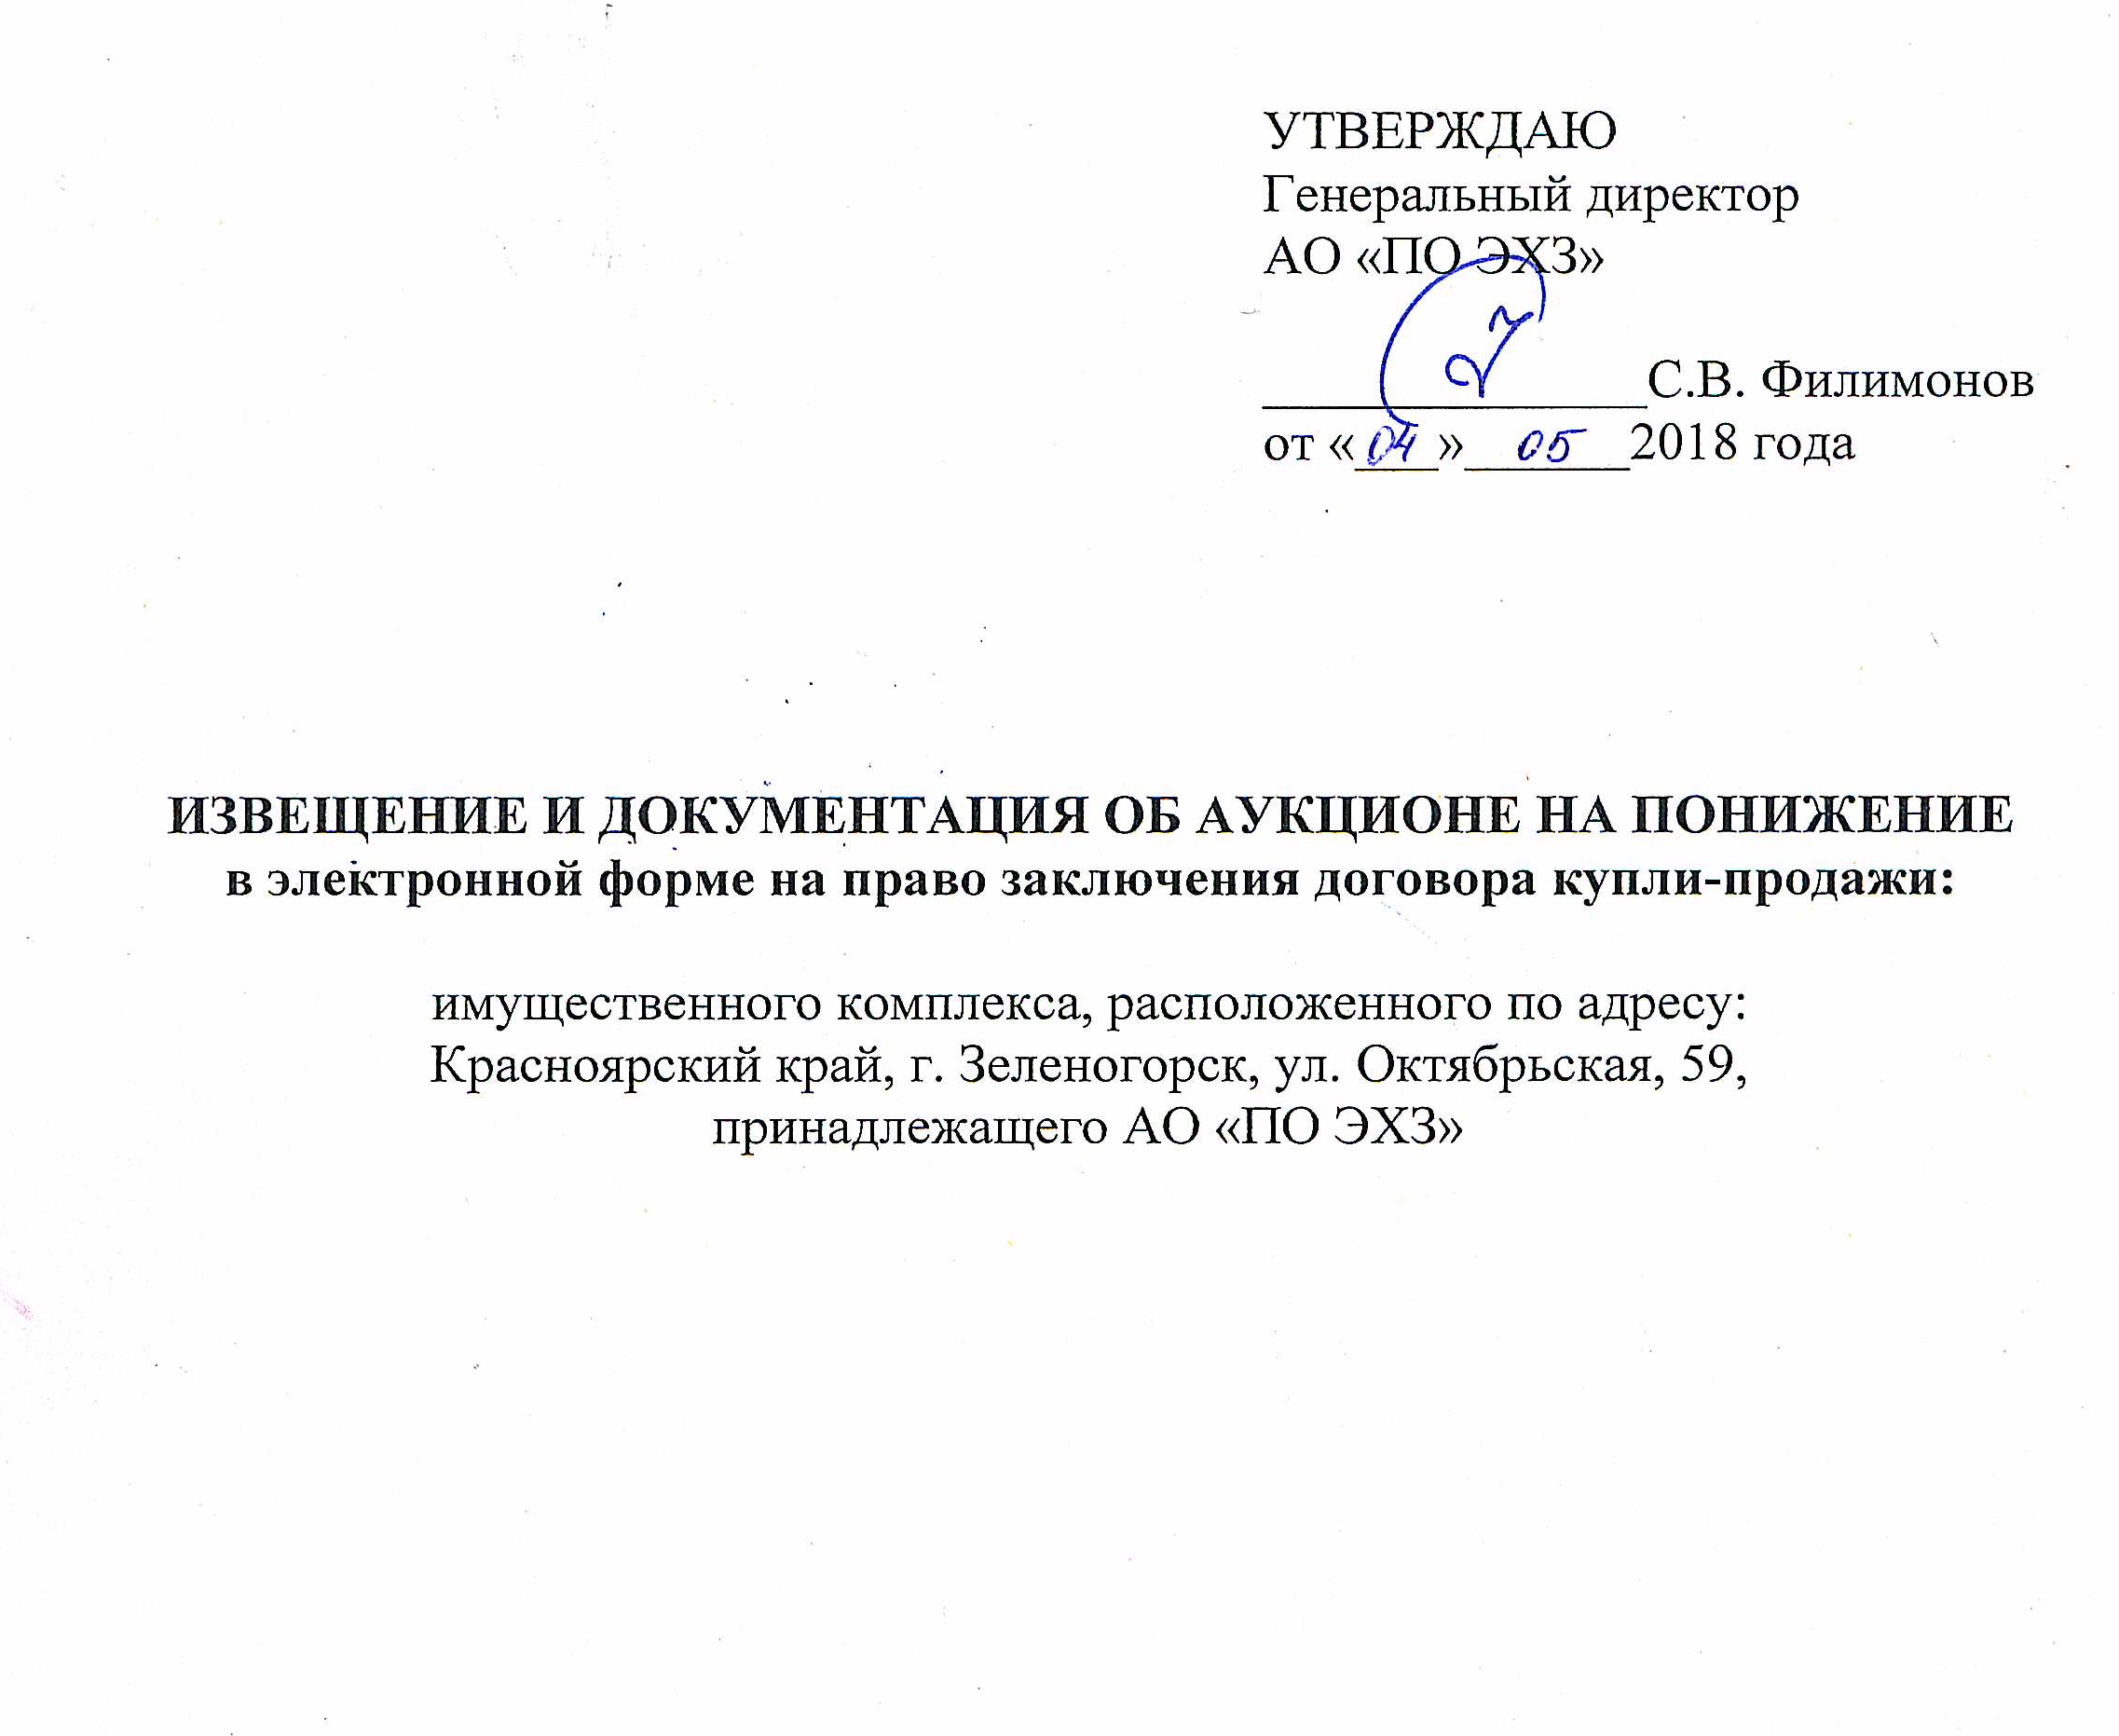 УТВЕРЖДАЮ
Генеральный директор
АО «ПО ЭХЗ»
С.В. Филимонов
от «04» 05 2018 года
ИЗВЕЩЕНИЕ И ДОКУМЕНТАЦИЯ ОБ АУКЦИОНЕ НА ПОНИЖЕНИЕ
в электронной форме на право заключения договора купли-продажи:
имущественного комплекса, расположенного по адресу:
Красноярский край, г. Зеленогорск, ул. Октябрьская, 59,
принадлежащего АО «ПО ЭХЗ»